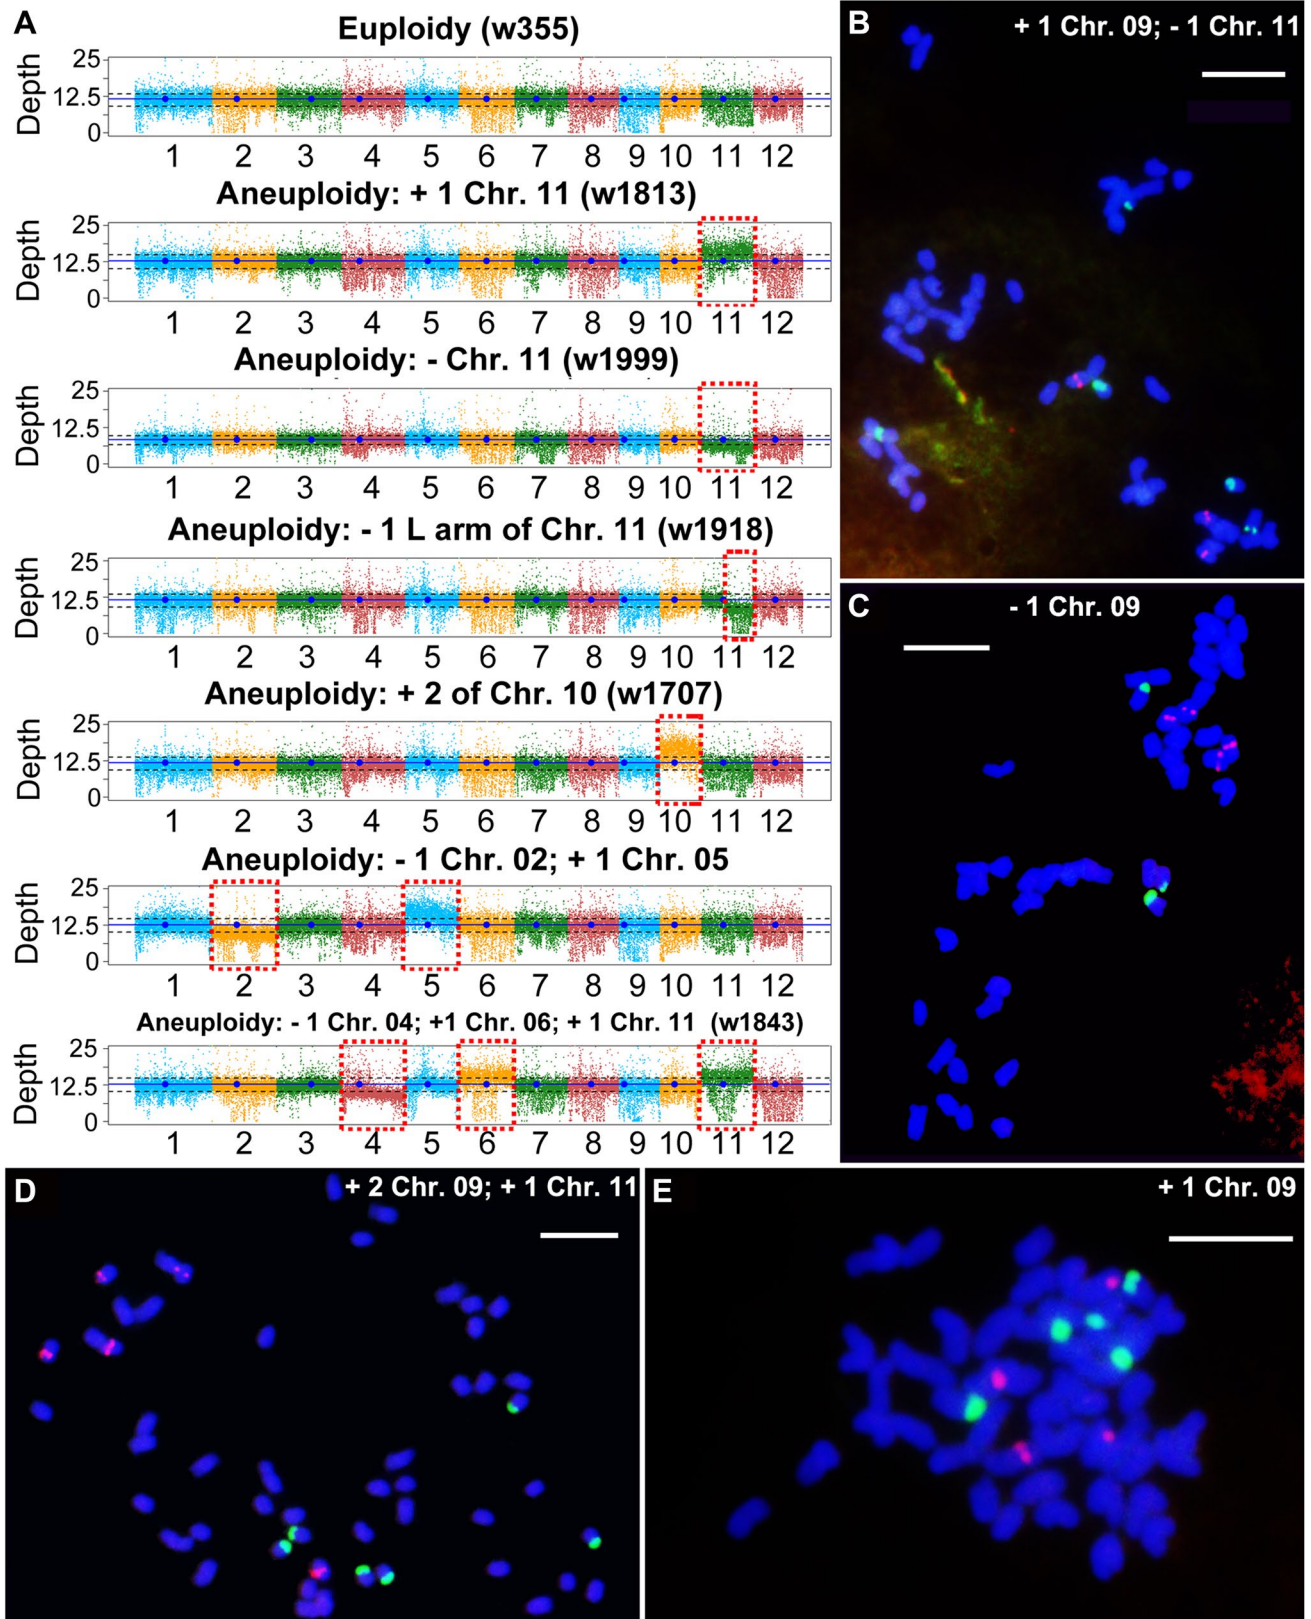 A
Euploidy (w355)
Depth
25
12.5
0
1 2 3 4 5 6 7 8 9 10 11 12
Aneuploidy: + 1 Chr. 11 (w1813)
Depth
25
12.5
0
1 2 3 4 5 6 7 8 9 10 11 12
Aneuploidy: - Chr. 11 (w1999)
Depth
25
12.5
0
1 2 3 4 5 6 7 8 9 10 11 12
Aneuploidy: - 1 L arm of Chr. 11 (w1918)
Depth
25
12.5
0
1 2 3 4 5 6 7 8 9 10 11 12
Aneuploidy: + 2 of Chr. 10 (w1707)
Depth
25
12.5
0
1 2 3 4 5 6 7 8 9 10 11 12
Aneuploidy: - 1 Chr. 02; + 1 Chr. 05
Depth
25
12.5
0
1 2 3 4 5 6 7 8 9 10 11 12
Aneuploidy: - 1 Chr. 04; +1 Chr. 06; + 1 Chr. 11 (w1843)
Depth
25
12.5
0
1 2 3 4 5 6 7 8 9 10 11 12
B
+ 1 Chr. 09; - 1 Chr. 11
C
- 1 Chr. 09
D
+ 2 Chr. 09; + 1 Chr. 11
E
+ 1 Chr. 09